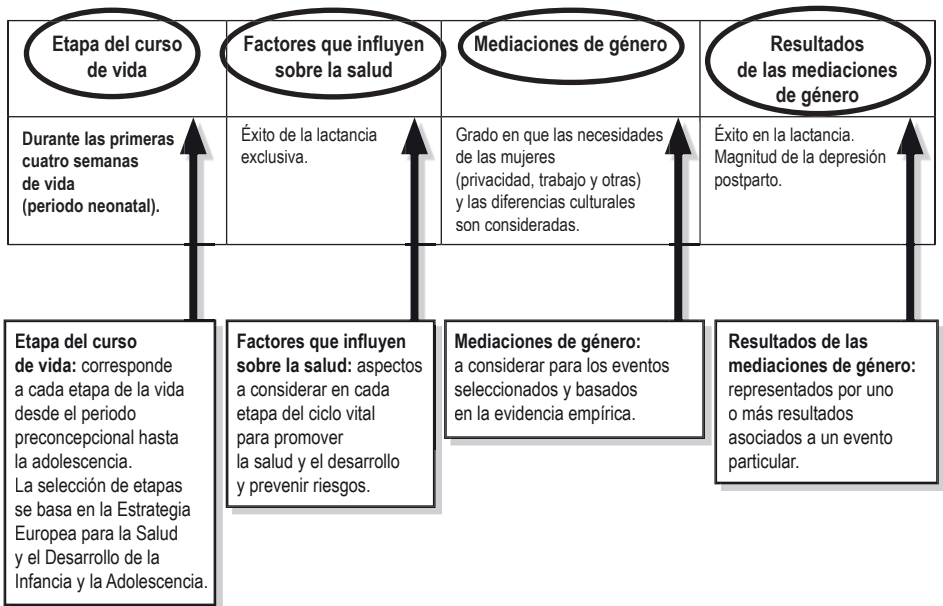 Etapa del curso
de vida
Factores que influyen
sobre la salud
Mediaciones de género
Resultados
de las mediaciones
de género
Durante las primeras
cuatro semanas
de vida
(periodo neonatal).
Éxito de la lactancia
exclusiva.
Grado en que las necesidades
de las mujeres
(privacidad, trabajo y otras)
y las diferencias culturales
son consideradas.
Éxito en la lactancia.
Magnitud de la depresión
postparto.
Etapa del curso
de vida: corresponde
a cada etapa de la vida
desde el periodo
preconcepcional hasta
la adolescencia.
La selección de etapas
se basa en la Estrategia
Europea para la Salud
y el Desarrollo de la
Infancia y la Adolescencia.
Factores que influyen
sobre la salud: aspectos
a considerar en cada
etapa del ciclo vital
para promover
la salud y el desarrollo
y prevenir riesgos.
Mediaciones de género:
a considerar para los eventos
seleccionados y basados
en la evidencia empírica.
Resultados de las
mediaciones de género:
representados por uno
o más resultados
asociados a un evento
particular.